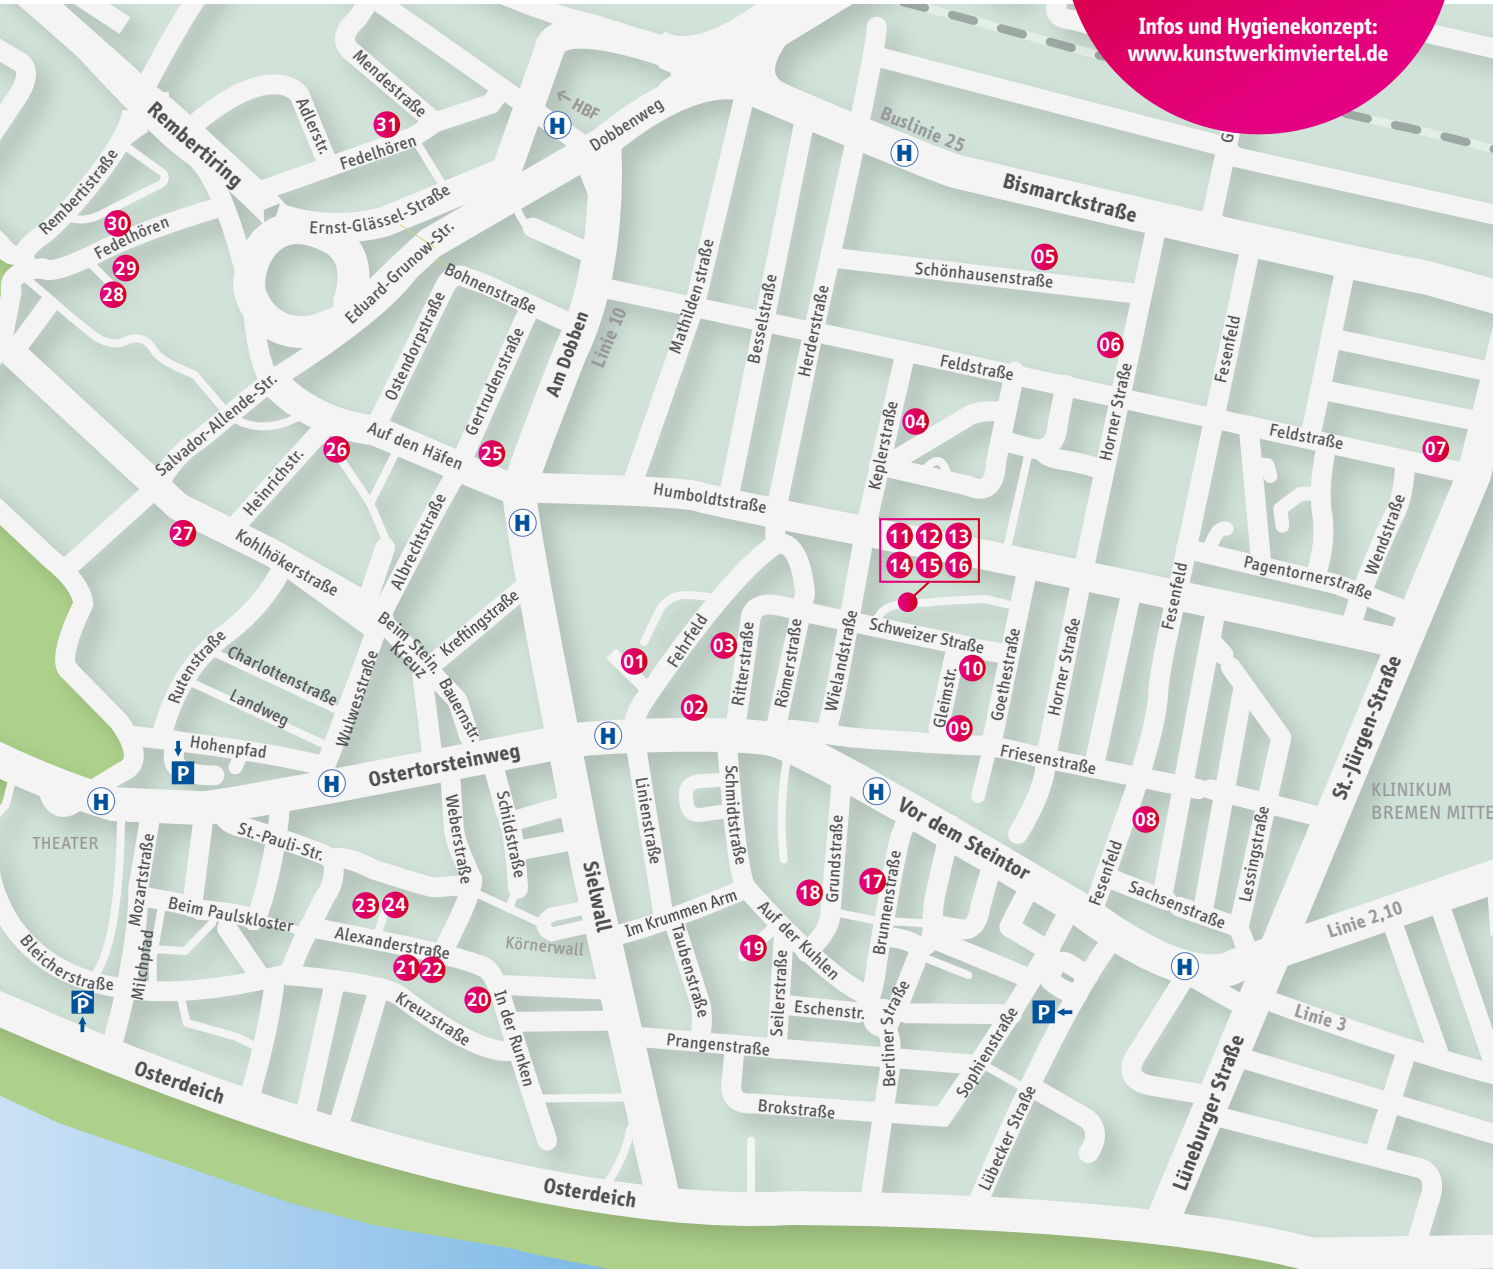 Infos und Hygienekonzept:
www.kunstwerkimviertel.de
Mendestraße
Rembertiring
Adlerstr.
31
Fedelhören
← HBF
H
Dobbenweg
Buslinie 25
H
G
Bismarckstraße
Rembertistraße
30
Fedelhören
29
28
Ernst-Glässel-Straße
Eduard-Grunow-Str.
Bohnenstraße
Ostendorpstraße
Gertrudenstraße
Am Dobben
Linie 10
Mathildenstraße
Besselstraße
Herderstraße
05
Schönhausenstraße
06
Feldstraße
Fesenfeld
Horner Straße
Keplerstraße
04
Feldstraße
07
Salvador-Allende-Str.
Auf den Häfen
26
25
Heinrichstr.
27
Kohlhökerstraße
Albrechtstraße
H
Humboldtstraße
11 12 13
14 15 16
Wendstraße
Pagentornerstraße
Fesenfeld
Beim Stein.
Kreuz
Kreftingstraße
Rutenstraße
Charlottenstraße
Landweg
Wulwesstraße
Bauernstr.
01
Fehrfeld
03
02
Ritterstraße
Römerstraße
Wielandstraße
Schweizer Straße
10
Gleimstr.
09
Goethestraße
Horner Straße
St.-Jürgen-Straße
Hohenpfad
P
H
H
Ostertorsteinweg
H
Friesenstraße
KLINIKUM
BREMEN MITTE
THEATER
St.-Pauli-Str.
Mozartstraße
Weberstraße
Schildstraße
Linienstraße
Schmidtstraße
H
Vor dem Steintor
08
Fesenfeld
Lessingstraße
Sachsenstraße
Linie 2,10
Sielwall
Grundstraße
17
18
Brunnenstraße
23 24
Beim Paulskloster
Alexanderstraße
21 22
Körnerwall
Im Krummen Arm
Auf der Kuhlen
19
Taubenstraße
Seilerstraße
Bleicherstraße
P
Milchpfad
20
Kreuzstraße
In der Runken
Eschenstr.
Berliner Straße
Prangenstraße
P
H
Linie 3
Sophienstraße
Brokstraße
Lübecker Straße
Lüneburger Straße
Osterdeich
Osterdeich